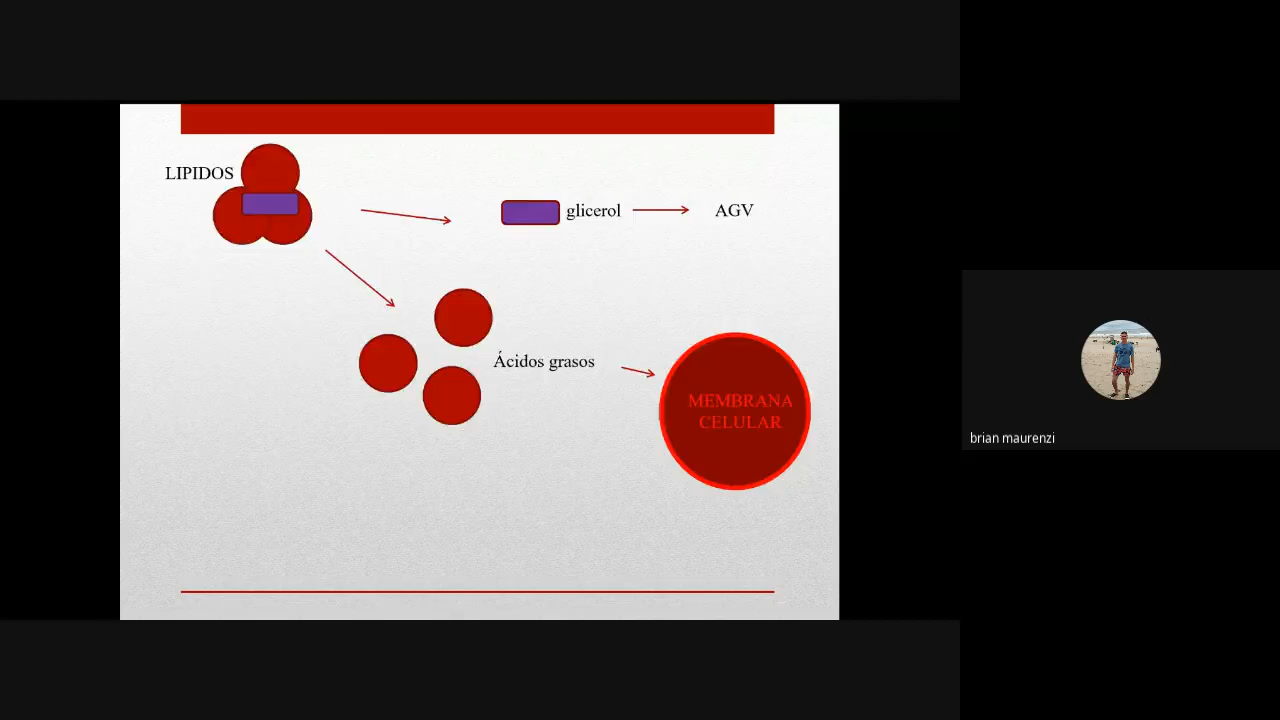 LIPIDOS
glicerol
AGV
Ácidos grasos
MEMBRANA
CELULAR
brian maurenzi